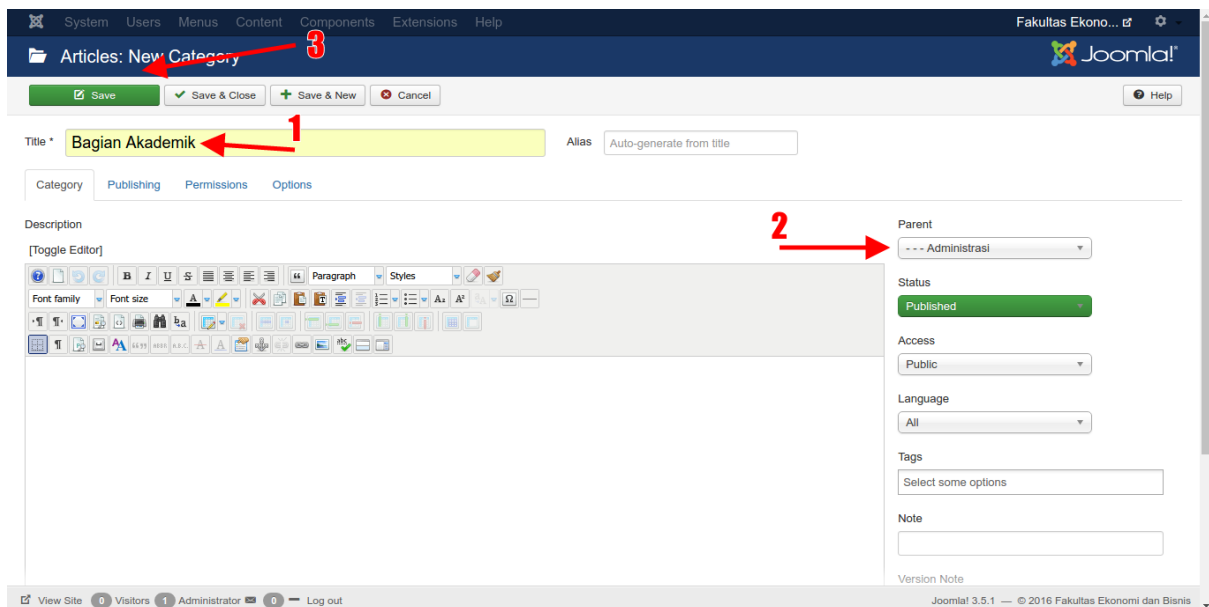 System Users Menus Content Components Extensions Help Fakultas Ekono...
Articles: New Category 3 Joomla!
Save Save & Close Save & New Cancel Help
1
Title * Bagian Akademik Alias Auto-generate from title
Category Publishing Permissions Options
Description 2 Parent
[Toggle Editor] - - - Administrasi
B I U S Paragraph Styles
Status
Font family Font size
Published
Access
Public
Language
All
Tags
Select some options
Note
Version Note
View Site 0 Visitors 1 Administrator 0 Log out Joomla! 3.5.1 — © 2016 Fakultas Ekonomi dan Bisnis